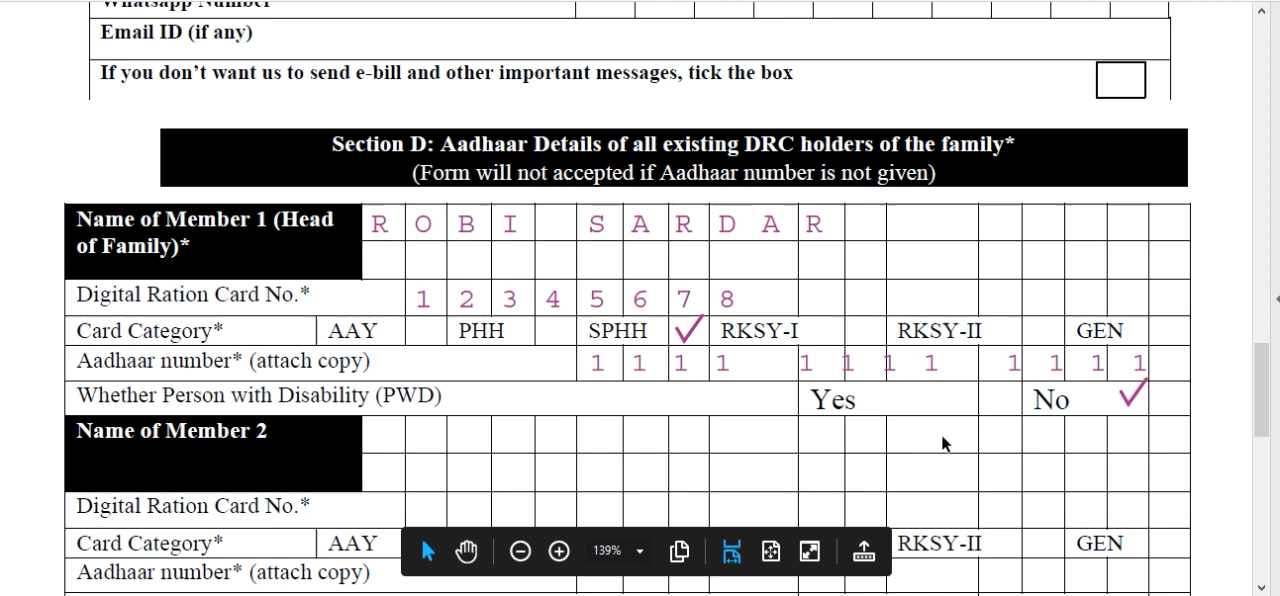 Whatsapp Number
Email ID (if any)
If you don't want us to send e-bill and other important messages, tick the box
Section D: Aadhaar Details of all existing DRC holders of the family*
(Form will not accepted if Aadhaar number is not given)
Name of Member 1 (Head of Family)* R O B I S A R D A R
Digital Ration Card No.* 1 2 3 4 5 6 7 8
Card Category* AAY PHH SPHH ✓ RKSY-I RKSY-II GEN
Aadhaar number* (attach copy) 1 1 1 1 1 1 1 1 1 1 1 1
Whether Person with Disability (PWD) Yes No ✓
Name of Member 2
Digital Ration Card No.*
Card Category* AAY RKSY-II GEN
139%
Aadhaar number* (attach copy)